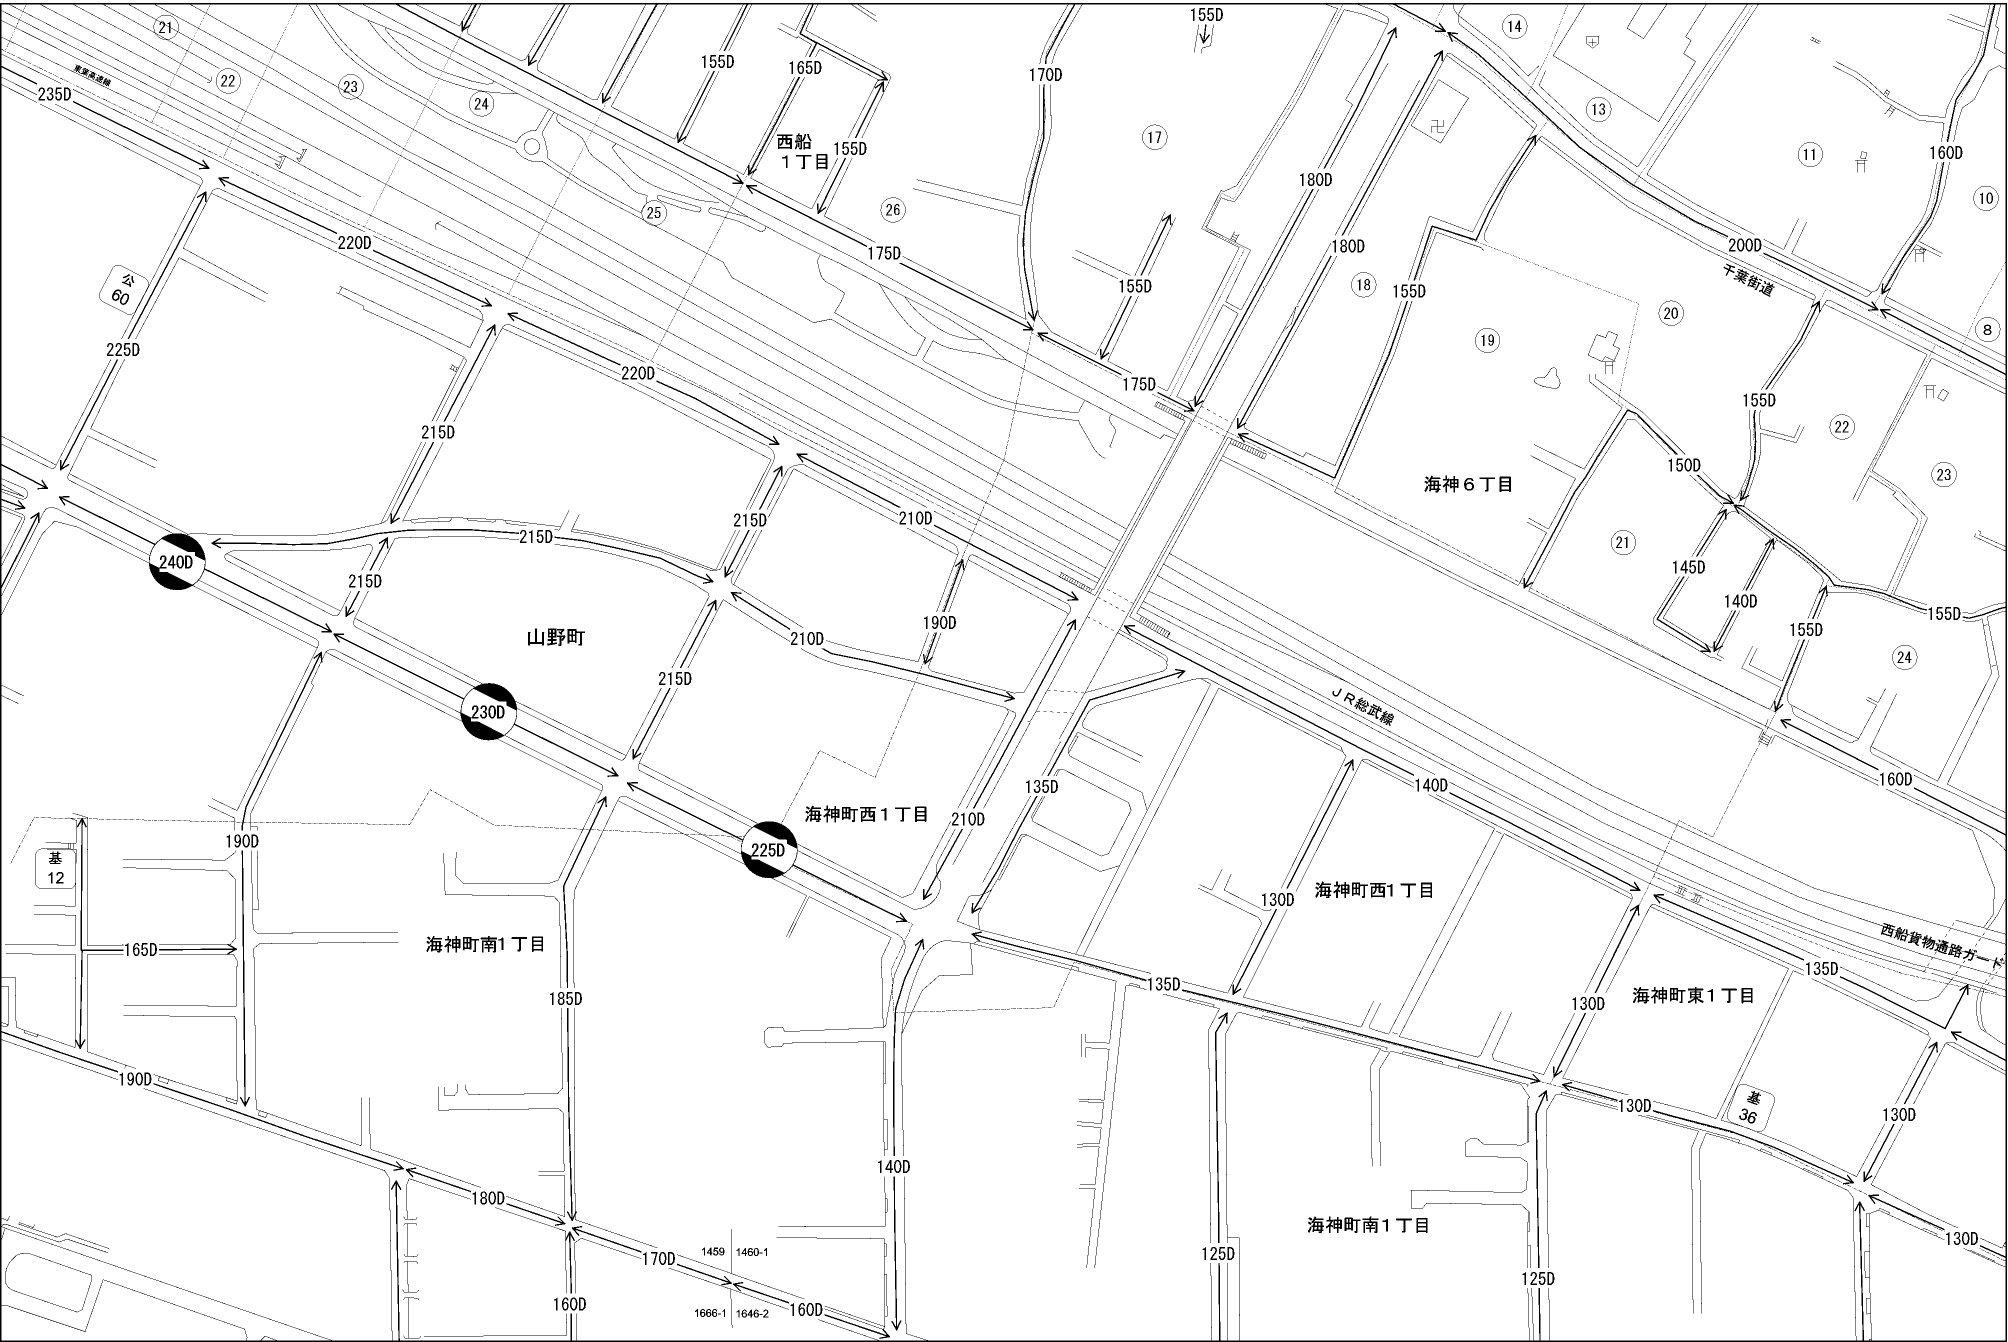 155D
14
21
東葉高速線
22
23
235D
24
155D
165D
170D
13
17
西船
1丁目
155D
11
160D
10
180D
25
26
220D
175D
180D
200D
千葉街道
公
60
155D
18
155D
20
8
19
225D
220D
175D
155D
22
215D
150D
23
海神6丁目
215D
210D
240D
215D
21
145D
215D
140D
155D
155D
190D
山野町
210D
24
215D
230D
JR総武線
135D
140D
160D
海神町西1丁目
210D
190D
225D
基
12
130D
海神町西1丁目
西船貨物通路ガード
海神町南1丁目
165D
135D
135D
185D
130D
海神町東1丁目
190D
130D
基
36
130D
140D
180D
海神町南1丁目
130D
1459
1460-1
170D
125D
125D
160D
160D
1666-1
1646-2